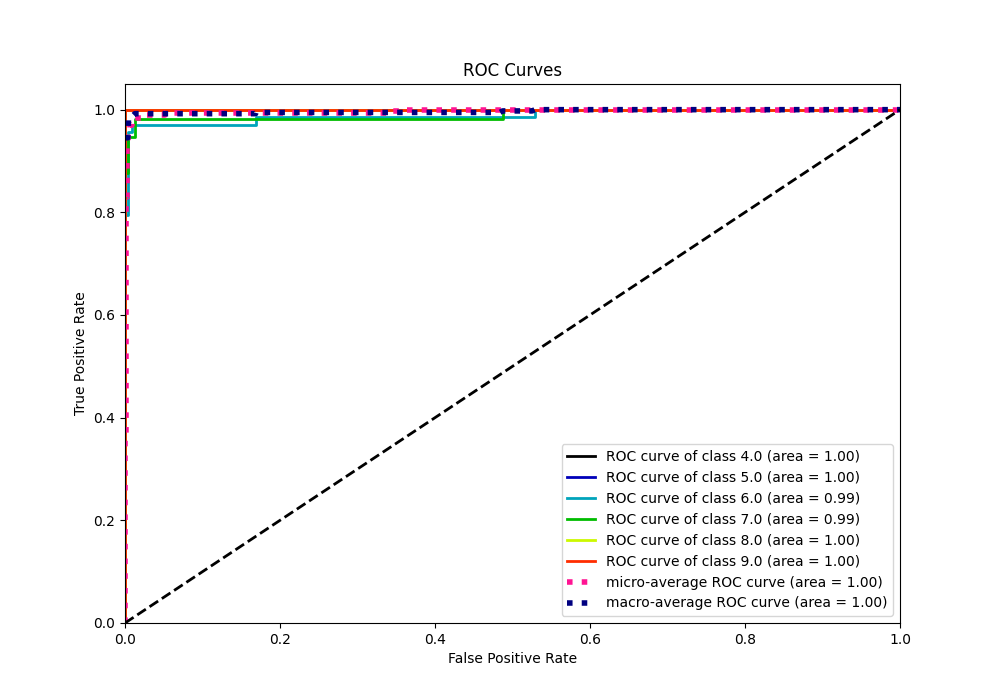 ROC Curves
True Positive Rate
1.0
0.8
0.6
0.4
0.2
0.0
0.0 0.2 0.4 0.6 0.8 1.0
False Positive Rate
ROC curve of class 4.0 (area = 1.00)
ROC curve of class 5.0 (area = 1.00)
ROC curve of class 6.0 (area = 0.99)
ROC curve of class 7.0 (area = 0.99)
ROC curve of class 8.0 (area = 1.00)
ROC curve of class 9.0 (area = 1.00)
micro-average ROC curve (area = 1.00)
macro-average ROC curve (area = 1.00)